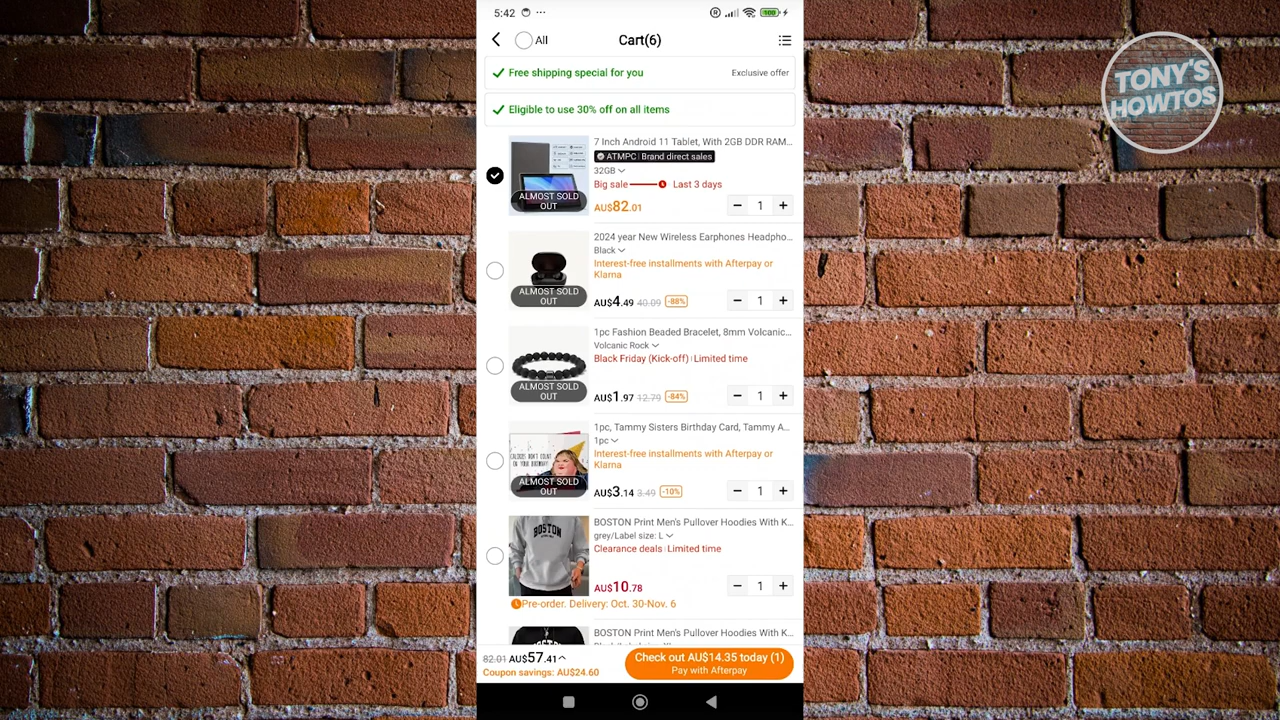 5:42
100
All
Cart(6)
Free shipping special for you
Exclusive offer
Eligible to use 30% off on all items
7 Inch Android 11 Tablet, With 2GB DDR RAM...
ATMPC Brand direct sales
32GB
Big sale Last 3 days
AU$82.01
1
ALMOST SOLD
OUT
2024 year New Wireless Earphones Headpho...
Black
Interest-free installments with Afterpay or
Klarna
AU$4.49 40.09 -88%
1
ALMOST SOLD
OUT
1pc Fashion Beaded Bracelet, 8mm Volcanic...
Volcanic Rock
Black Friday (Kick-off) Limited time
AU$1.97 12.79 -84%
1
ALMOST SOLD
OUT
1pc, Tammy Sisters Birthday Card, Tammy A...
1pc
Interest-free installments with Afterpay or
Klarna
AU$3.14 3.49 -10%
1
ALMOST SOLD
OUT
BOSTON Print Men's Pullover Hoodies With K...
grey/Label size: L
Clearance deals Limited time
AU$10.78
1
BOSTON
Pre-order. Delivery: Oct. 30-Nov. 6
BOSTON Print Men's Pullover Hoodies With K...
82.01 AU$57.41
Coupon savings: AU$24.60
Check out AU$14.35 today (1)
Pay with Afterpay
TONY'S
HOWTOS